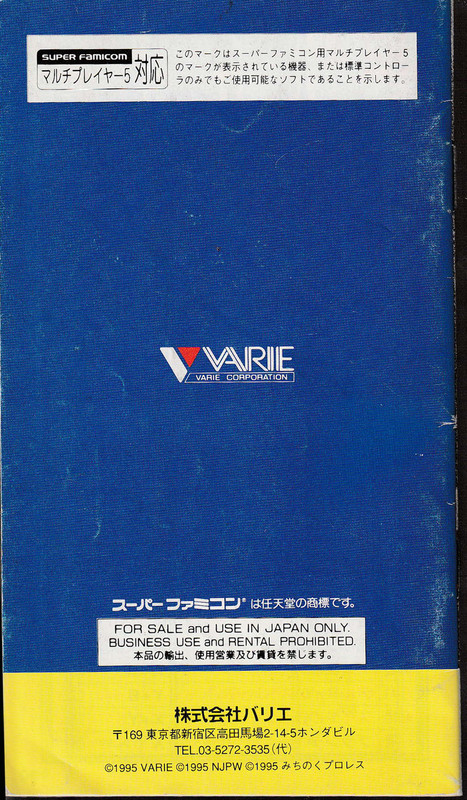 SUPER FAMICOM
マルチプレイヤー5 対応
このマークはスーパーファミコン用マルチプレイヤー5
のマークが表示されている機器、または標準コントロー
ラのみでもご使用可能なソフトであることを示します。
VARIE
VARIE CORPORATION
スーパーファミコン®は任天堂の商標です。
FOR SALE and USE IN JAPAN ONLY.
BUSINESS USE and RENTAL PROHIBITED.
本品の輸出、使用営業及び賃貸を禁じます。
株式会社バリエ
〒169 東京都新宿区高田馬場2-14-5ホンダビル
TEL.03-5272-3535(代)
©1995 VARIE ©1995 NJPW ©1995 みちのくプロレス